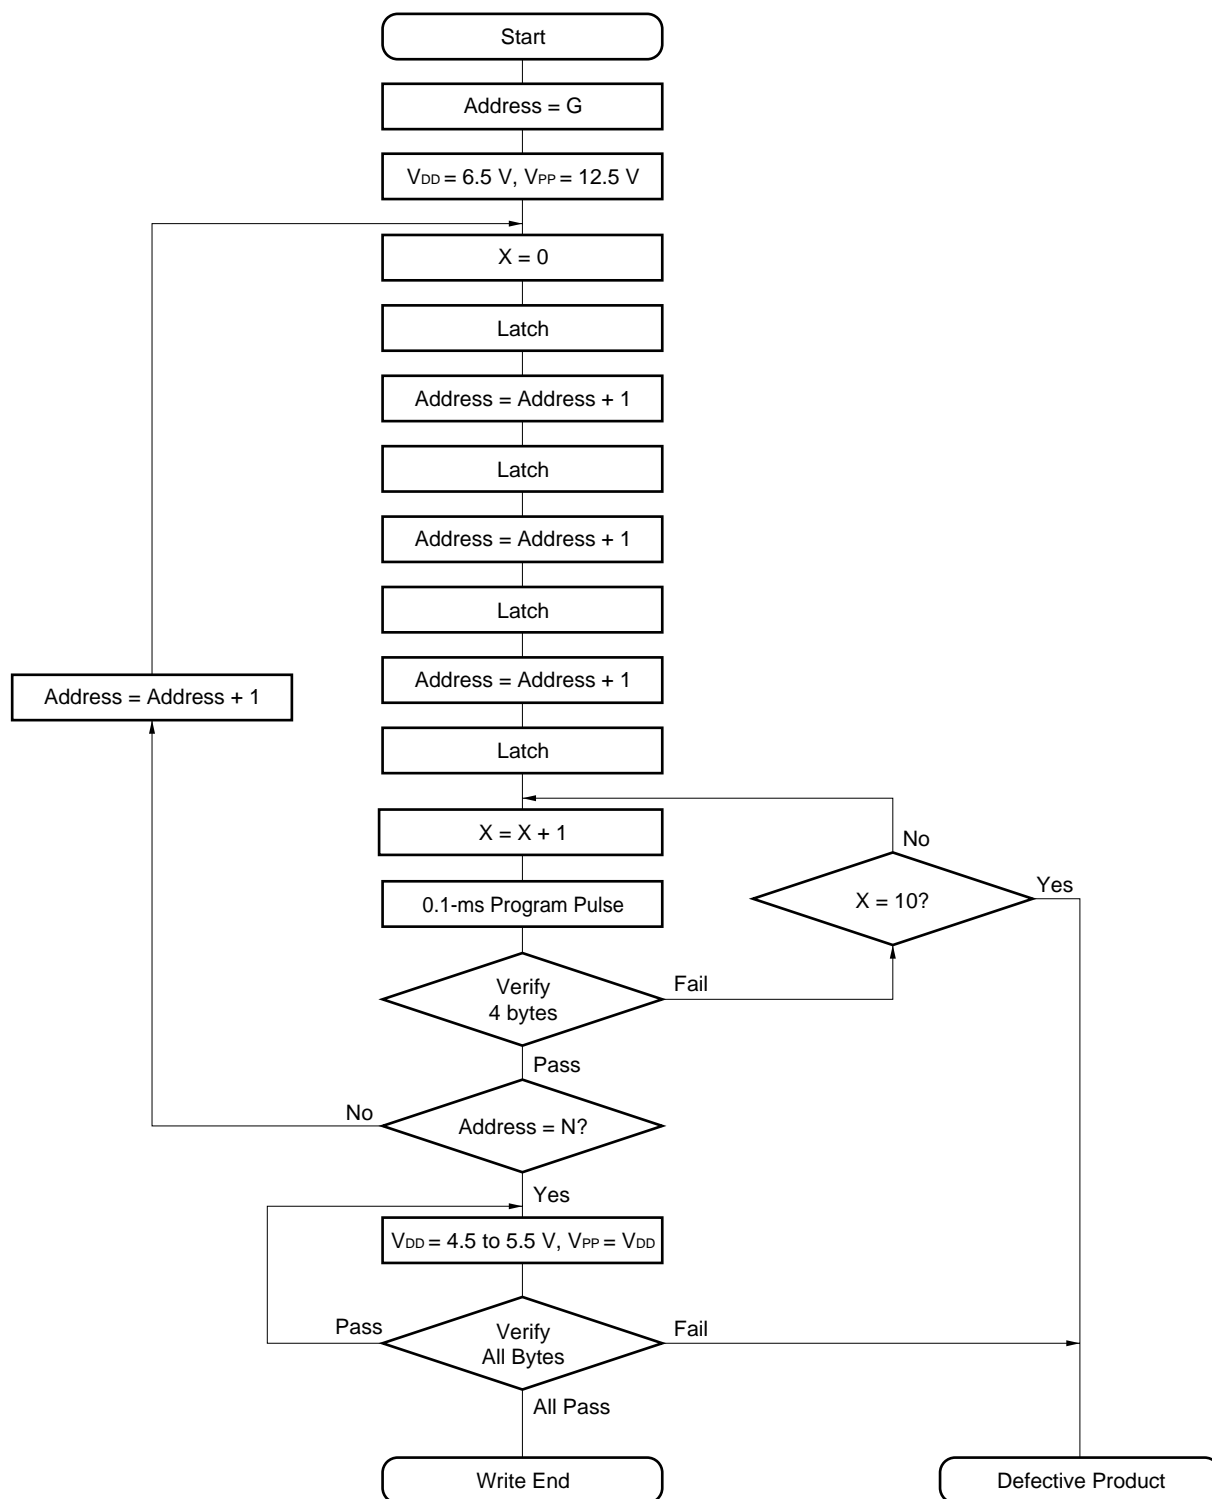 Start
Address = G
VDD = 6.5 V, VPP = 12.5 V
X = 0
Latch
Address = Address + 1
Latch
Address = Address + 1
Latch
Address = Address + 1
Address = Address + 1
Latch
X = X + 1
No
X = 10?
Yes
0.1-ms Program Pulse
Verify
4 bytes
Fail
Pass
No
Address = N?
Yes
VDD = 4.5 to 5.5 V, VPP = VDD
Pass
Verify
All Bytes
Fail
All Pass
Write End
Defective Product